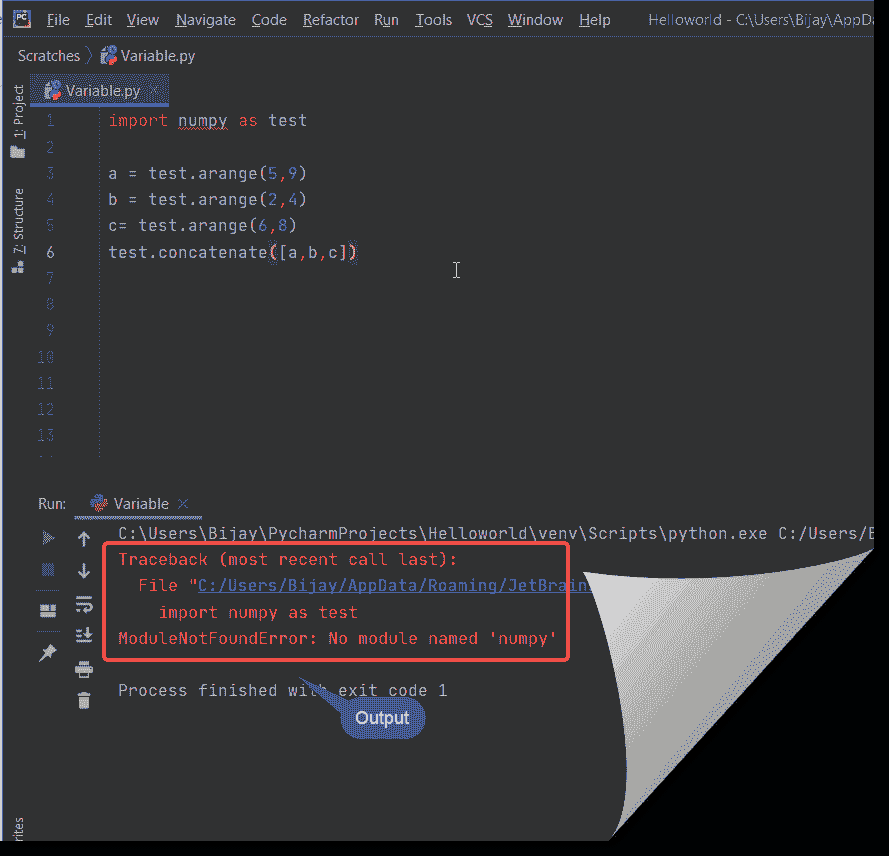 PC File Edit View Navigate Code Refactor Run Tools VCS Window Help Helloworld - C:\Users\Bijay\AppDa
Scratches Variable.py
Variable.py
1: Project
7: Structure
1 import numpy as test
2
3 a = test.arange(5,9)
4 b = test.arange(2,4)
5 c= test.arange(6,8)
6 test.concatenate([a,b,c])
7
8
9
10
11
12
13
Run: Variable
C:\Users\Bijay\PycharmProjects\Helloworld\venv\Scripts\python.exe C:/Users/B
Traceback (most recent call last):
File "C:/Users/Bijay/AppData/Roaming/JetBrain
import numpy as test
ModuleNotFoundError: No module named 'numpy'
Process finished with exit code 1
Output
rites